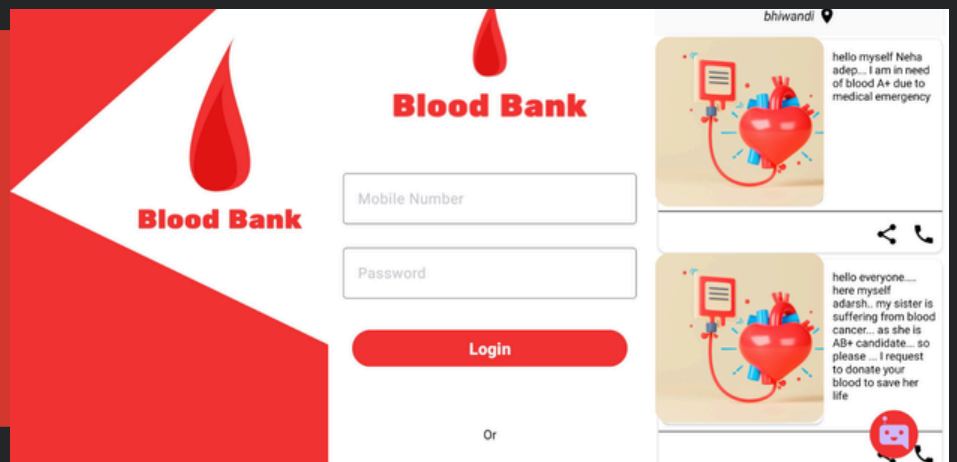 Blood Bank
Blood Bank
Mobile Number
Password
Login
Or
bhiwandi
hello myself Neha
adep... I am in need
of blood A+ due to
medical emergency
hello everyone....
here myself
adarsh.. my sister is
suffering from blood
cancer... as she is
AB+ candidate... so
please ... I request
to donate your
blood to save her
life